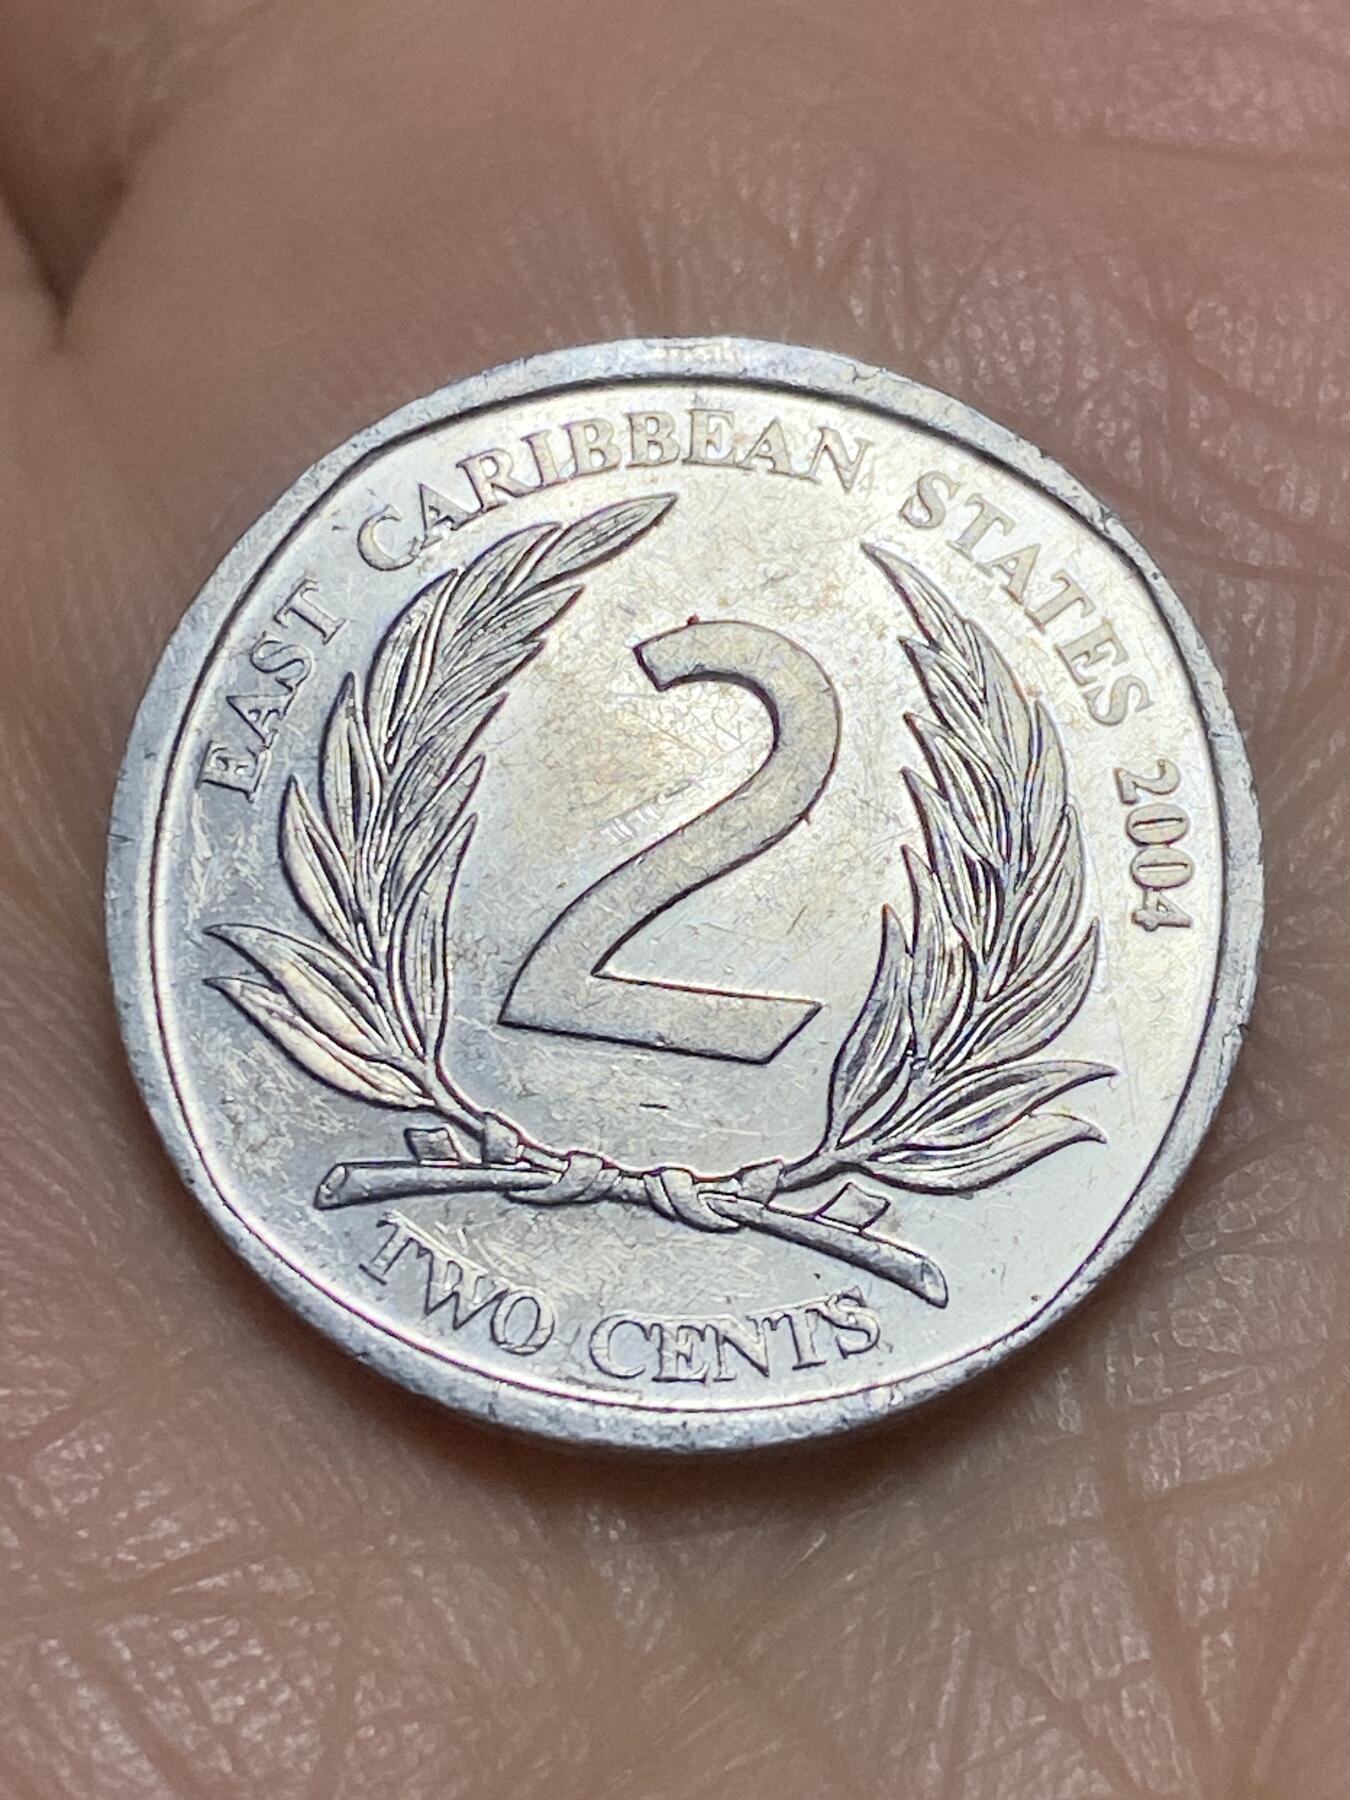 EAST CARIBBEAN STATES 2004
2
TWO CENTS